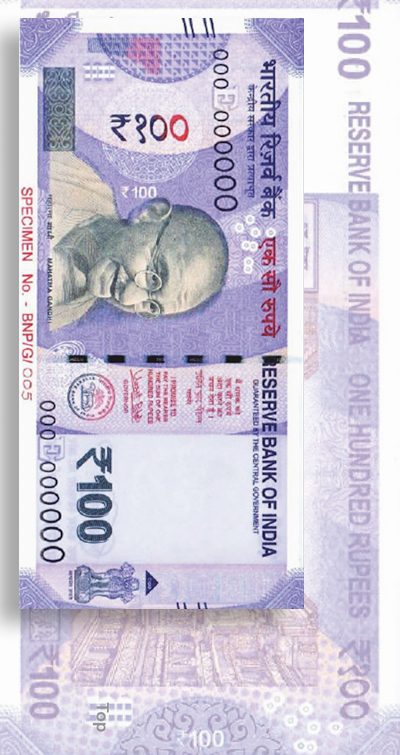 भारतीय रिज़र्व बैंक
केन्द्रीय सरकार द्वारा प्रत्याभूत
एक सौ रुपये
RESERVE BANK OF INDIA
GUARANTEED BY THE CENTRAL GOVERNMENT
000 000000
₹१००
₹100
महात्मा गांधी
MAHATMA GANDHI
I PROMISE TO
PAY THE BEARER
THE SUM OF ONE
HUNDRED RUPEES
GOVERNOR
₹100
000 000000
SPECIMEN No. - BNP/G/ 005
₹100
RESERVE BANK OF INDIA
ONE HUNDRED RUPEES
₹१००
₹100
₹100
Top